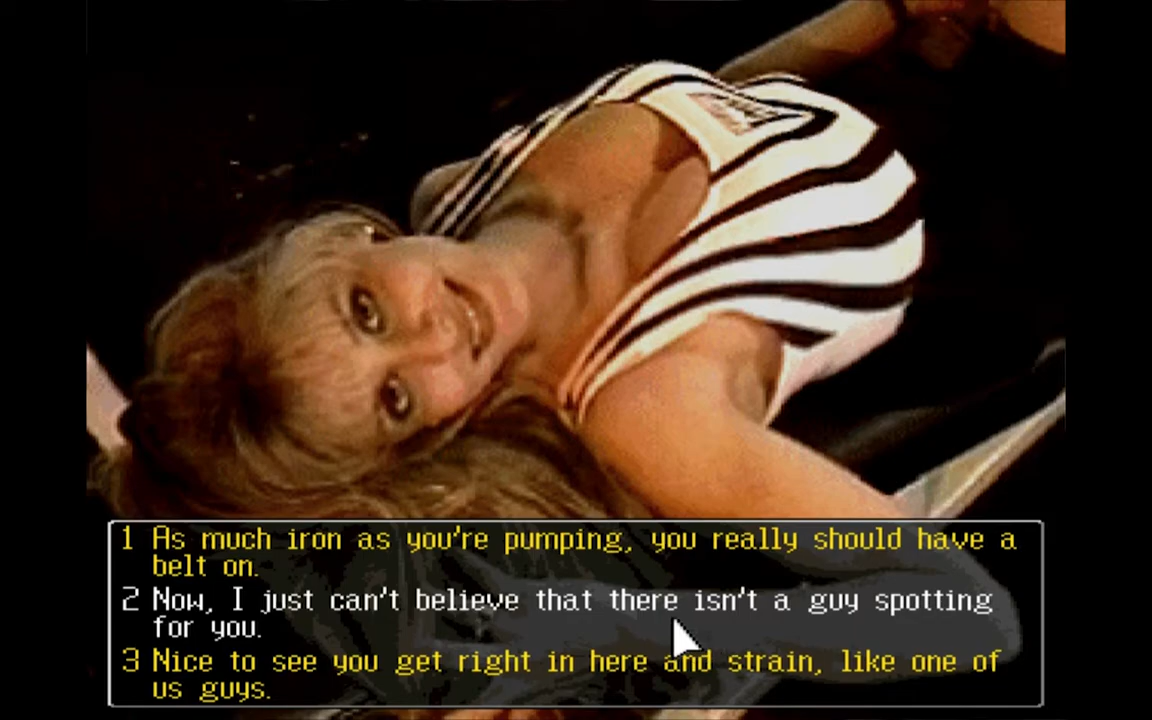 1 As much iron as you're pumping, you really should have a
belt on.
2 Now, I just can't believe that there isn't a guy spotting
for you.
3 Nice to see you get right in here and strain, like one of
us guys.